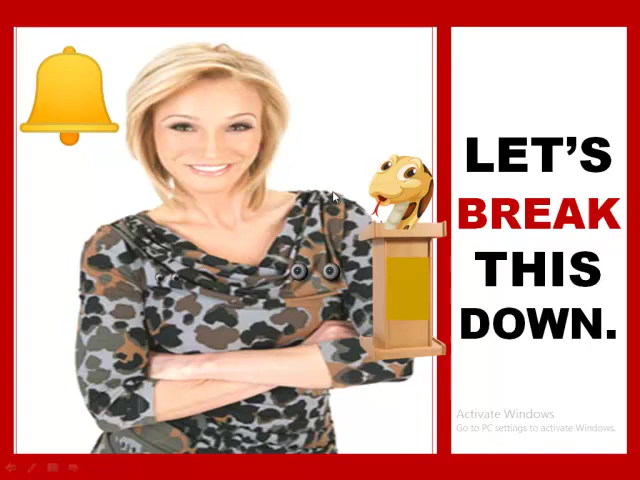 LET’S
BREAK
THIS
DOWN.
Activate Windows
Go to PC settings to activate Windows.